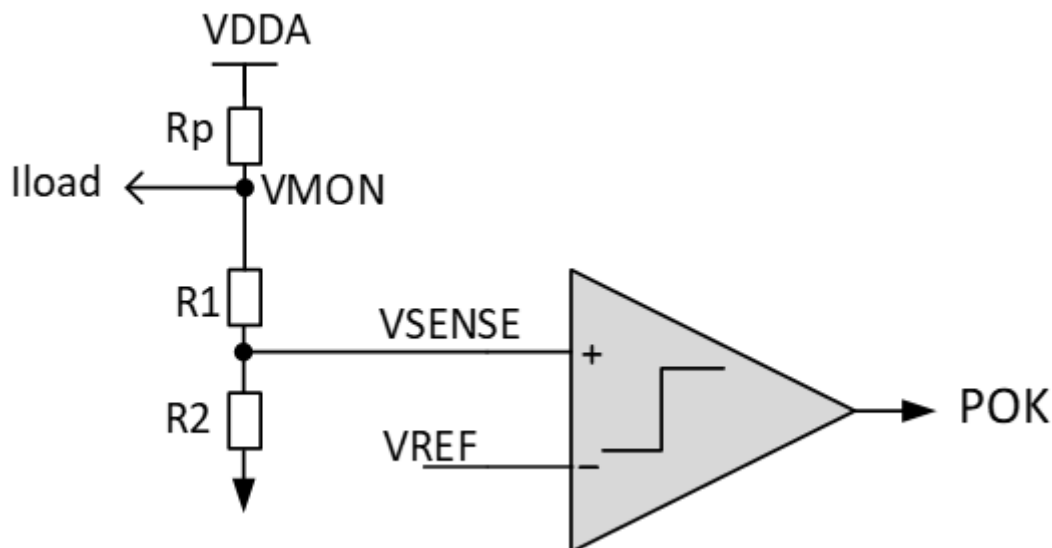 VDDA
Rp
Iload
VMON
R1
VSENSE
+
R2
VREF
-
POK